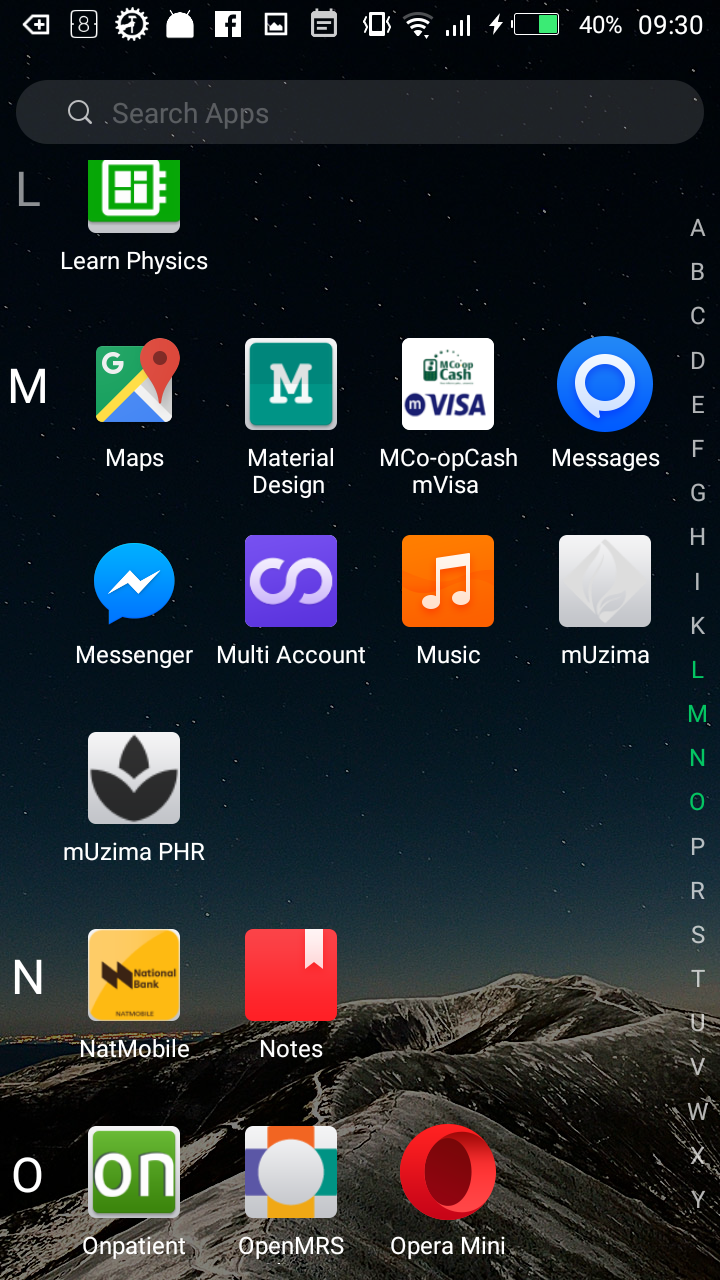 8
40% 09:30
Search Apps
L
Learn Physics
A
B
C
D
E
F
G
H
I
K
L
M
N
O
P
R
S
T
U
V
W
X
Y
M
G
M
MCo-op
Cash
m VISA
Maps
Material
Design
MCo-opCash
mVisa
Messages
Messenger
Multi Account
Music
mUzima
mUzima PHR
N
National
Bank
NATMOBILE
NatMobile
Notes
O
on
Onpatient
OpenMRS
Opera Mini